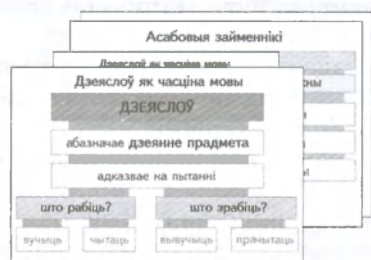 Асабовыя займеннікі
Дзеяслоў як часціна мовы
Дзеяслоў як часціна мовы
ДЗЕЯСЛОЎ
абазначае дзеянне прадмета
адказвае на пытанні
што рабіць?
што зрабіць?
вучыць
чытаць
вывучыць
прачытаць